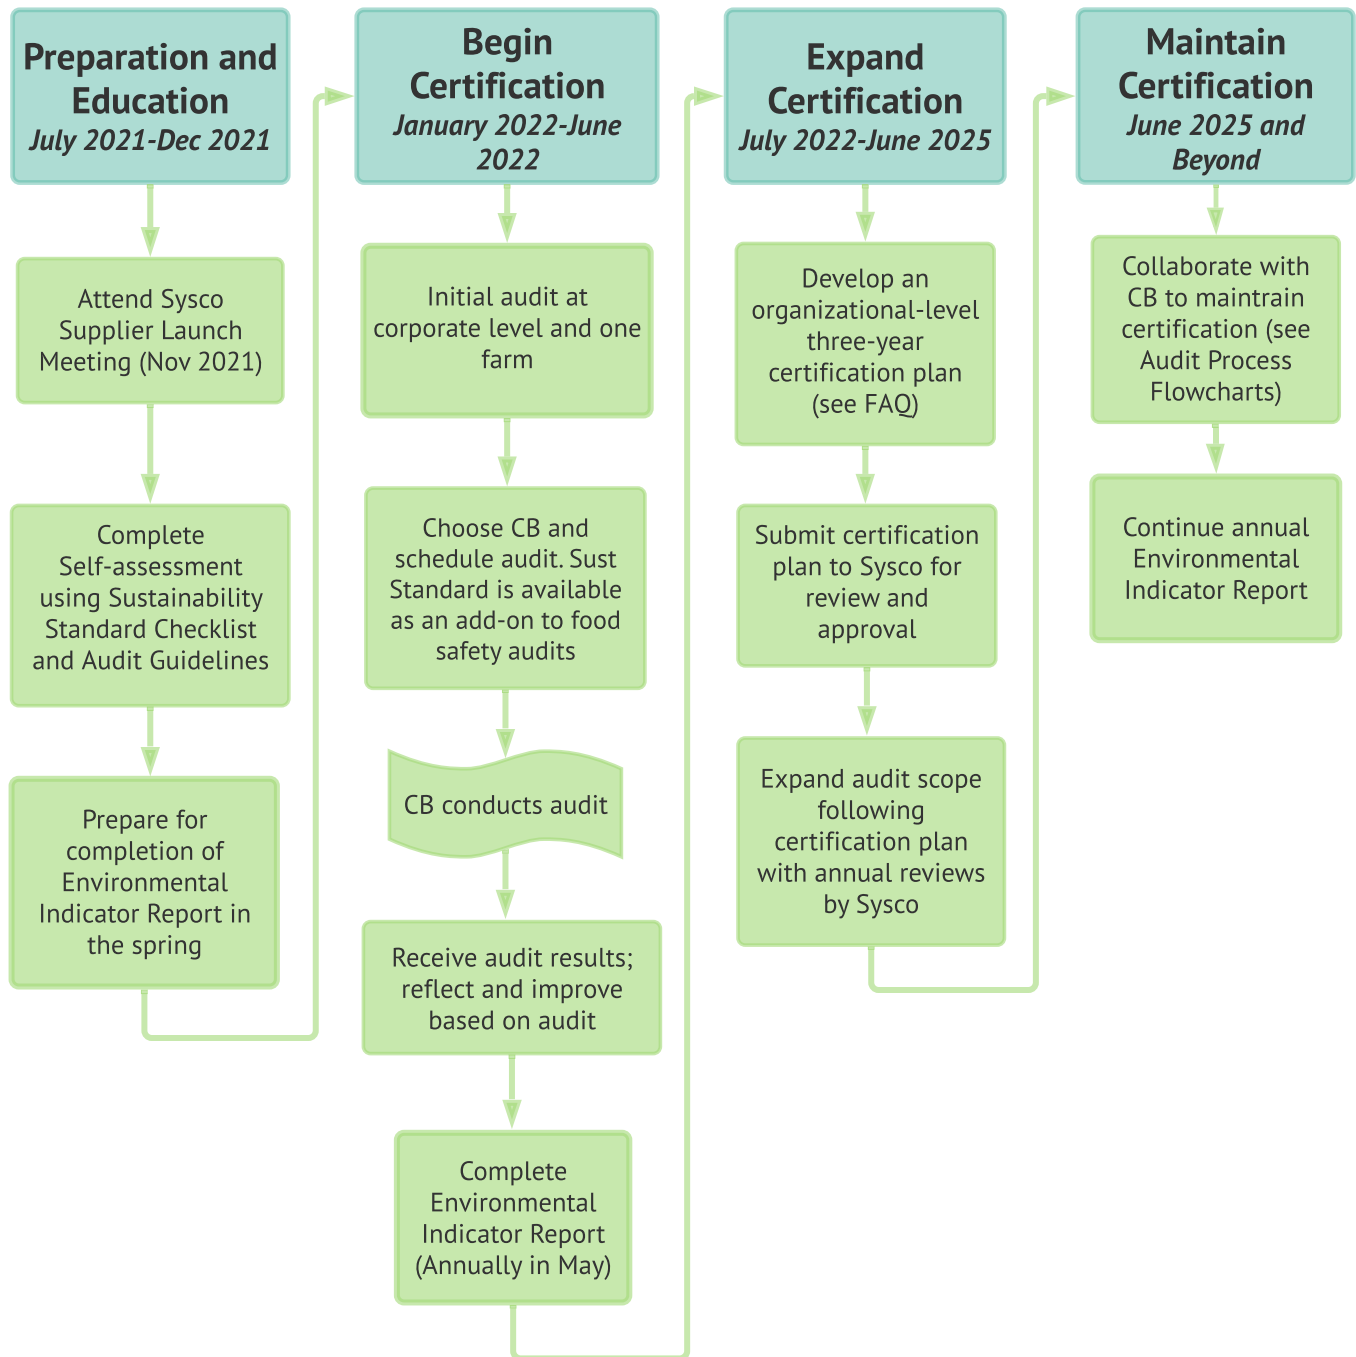 Preparation and
Education
July 2021-Dec 2021
Attend Sysco
Supplier Launch
Meeting (Nov 2021)
Complete
Self-assessment
using Sustainability
Standard Checklist
and Audit Guidelines
Prepare for
completion of
Environmental
Indicator Report in
the spring
Begin
Certification
January 2022-June
2022
Initial audit at
corporate level and one
farm
Choose CB and
schedule audit. Sust
Standard is available
as an add-on to food
safety audits
CB conducts audit
Receive audit results;
reflect and improve
based on audit
Complete
Environmental
Indicator Report
(Annually in May)
Expand
Certification
July 2022-June 2025
Develop an
organizational-level
three-year
certification plan
(see FAQ)
Submit certification
plan to Sysco for
review and
approval
Expand audit scope
following
certification plan
with annual reviews
by Sysco
Maintain
Certification
June 2025 and
Beyond
Collaborate with
CB to maintain
certification (see
Audit Process
Flowcharts)
Continue annual
Environmental
Indicator Report